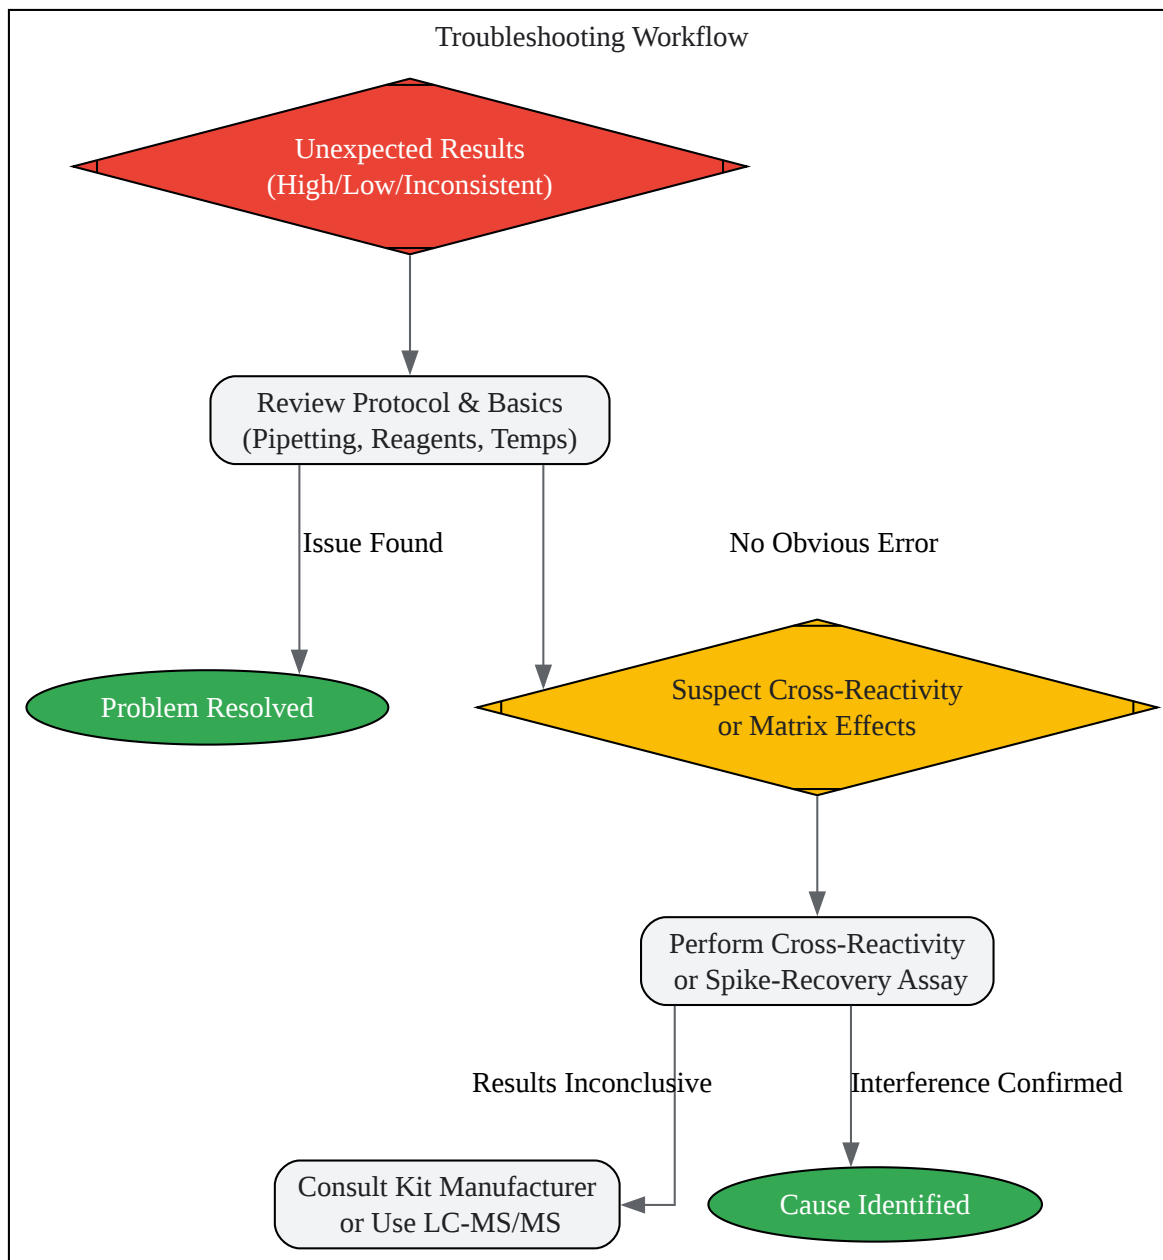 Troubleshooting Workflow
Unexpected Results
(High/Low/Inconsistent)
Review Protocol & Basics
(Pipetting, Reagents, Temps)
Issue Found
No Obvious Error
Problem Resolved
Suspect Cross-Reactivity
or Matrix Effects
Perform Cross-Reactivity
or Spike-Recovery Assay
Results Inconclusive
Interference Confirmed
Consult Kit Manufacturer
or Use LC-MS/MS
Cause Identified